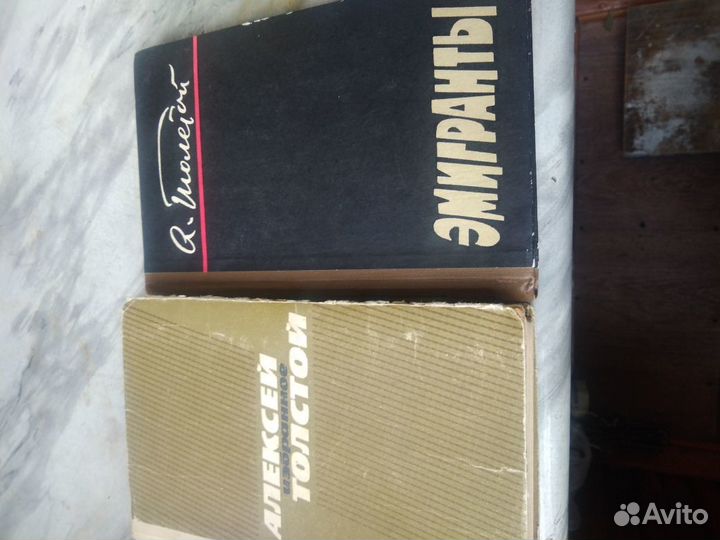 А. Толстой
ЭМИГРАНТЫ
АЛЕКСЕЙ
избранное
ТОЛСТОЙ
Avito